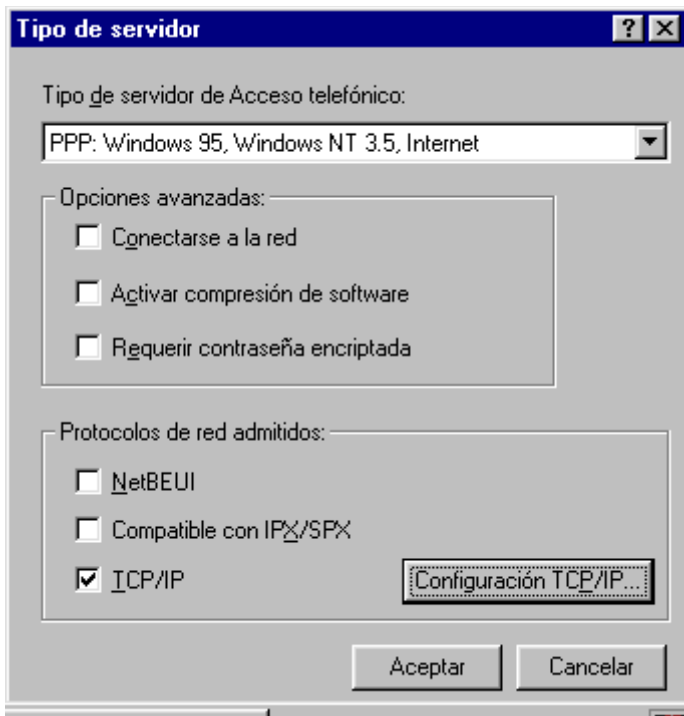 Tipo de servidor
Tipo de servidor de Acceso telefónico:
PPP: Windows 95, Windows NT 3.5, Internet
Opciones avanzadas:
Conectarse a la red
Activar compresión de software
Requerir contraseña encriptada
Protocolos de red admitidos:
NetBEUI
Compatible con IPX/SPX
TCP/IP
Configuración TCP/IP...
Aceptar
Cancelar